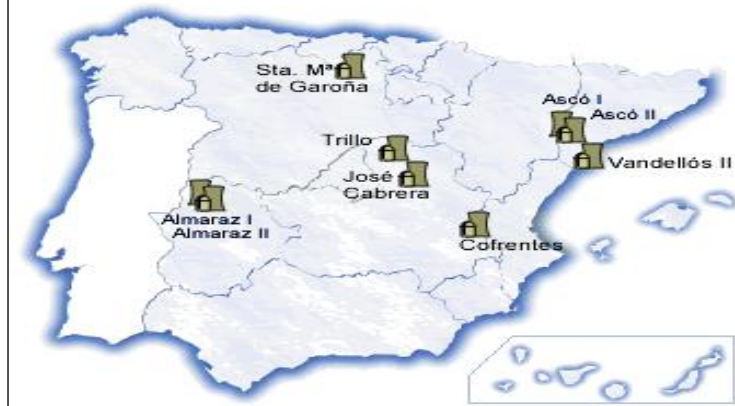 Sta. Mª
de Garoña
Ascó I
Ascó II
Trillo
Vandellós II
José
Cabrera
Almaraz I
Almaraz II
Cofrentes